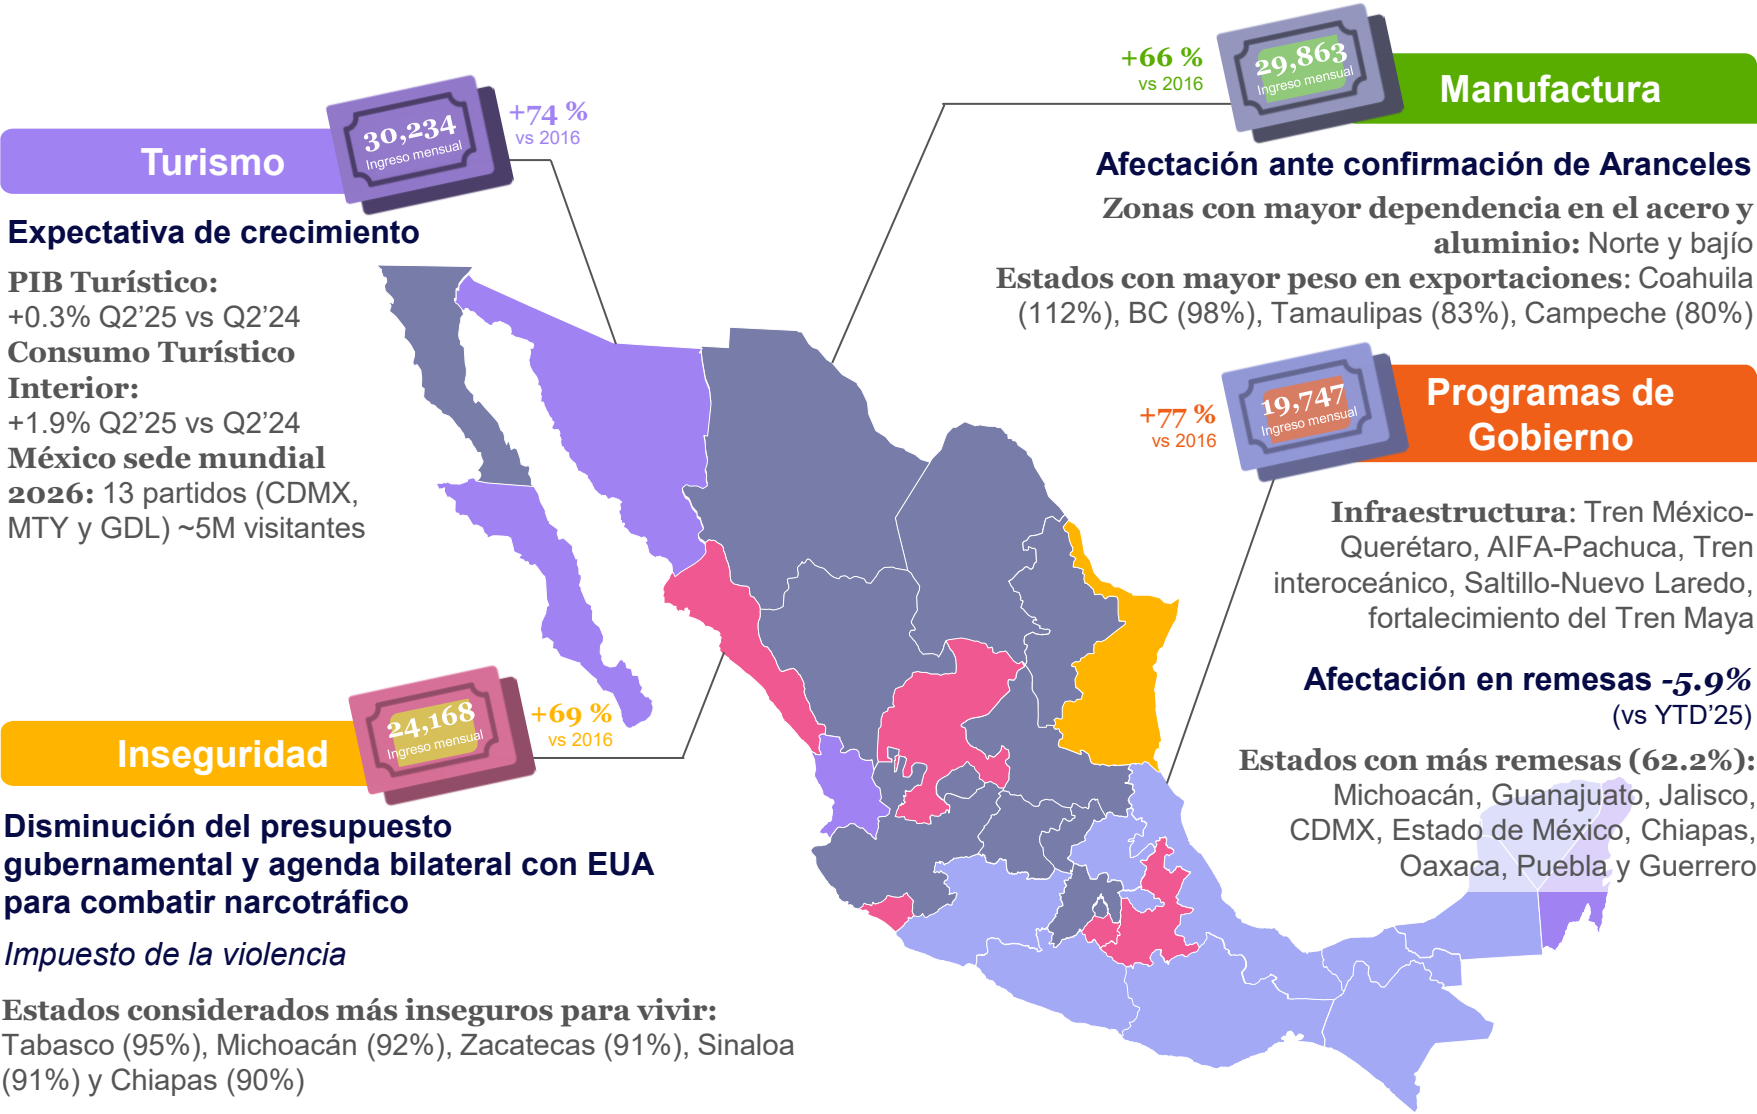 Turismo
30,234
Ingreso mensual
+74 %
vs 2016
Expectativa de crecimiento
PIB Turístico:
+0.3% Q2’25 vs Q2’24
Consumo Turístico
Interior:
+1.9% Q2’25 vs Q2’24
México sede mundial
2026: 13 partidos (CDMX,
MTY y GDL) ~5M visitantes
+66 %
vs 2016
29,863
Ingreso mensual
Manufactura
Afectación ante confirmación de Aranceles
Zonas con mayor dependencia en el acero y
aluminio: Norte y bajío
Estados con mayor peso en exportaciones: Coahuila
(112%), BC (98%), Tamaulipas (83%), Campeche (80%)
+77 %
vs 2016
19,747
Ingreso mensual
Programas de
Gobierno
Infraestructura: Tren México-
Querétaro, AIFA-Pachuca, Tren
interoceánico, Saltillo-Nuevo Laredo,
fortalecimiento del Tren Maya
Afectación en remesas -5.9%
(vs YTD’25)
Estados con más remesas (62.2%):
Michoacán, Guanajuato, Jalisco,
CDMX, Estado de México, Chiapas,
Oaxaca, Puebla y Guerrero
Inseguridad
24,168
Ingreso mensual
+69 %
vs 2016
Disminución del presupuesto
gubernamental y agenda bilateral con EUA
para combatir narcotráfico
Impuesto de la violencia
Estados considerados más inseguros para vivir:
Tabasco (95%), Michoacán (92%), Zacatecas (91%), Sinaloa
(91%) y Chiapas (90%)